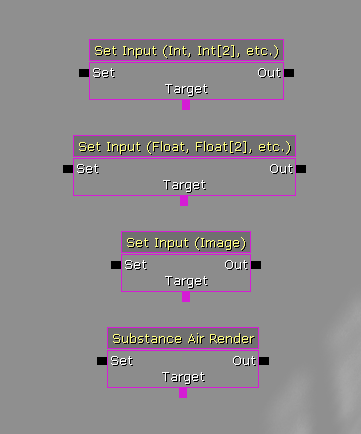 Set Input (Int, Int[2], etc.)
Set Out
Target
Set Input (Float, Float[2], etc.)
Set Out
Target
Set Input (Image)
Set Out
Target
Substance Air Render
Set Out
Target